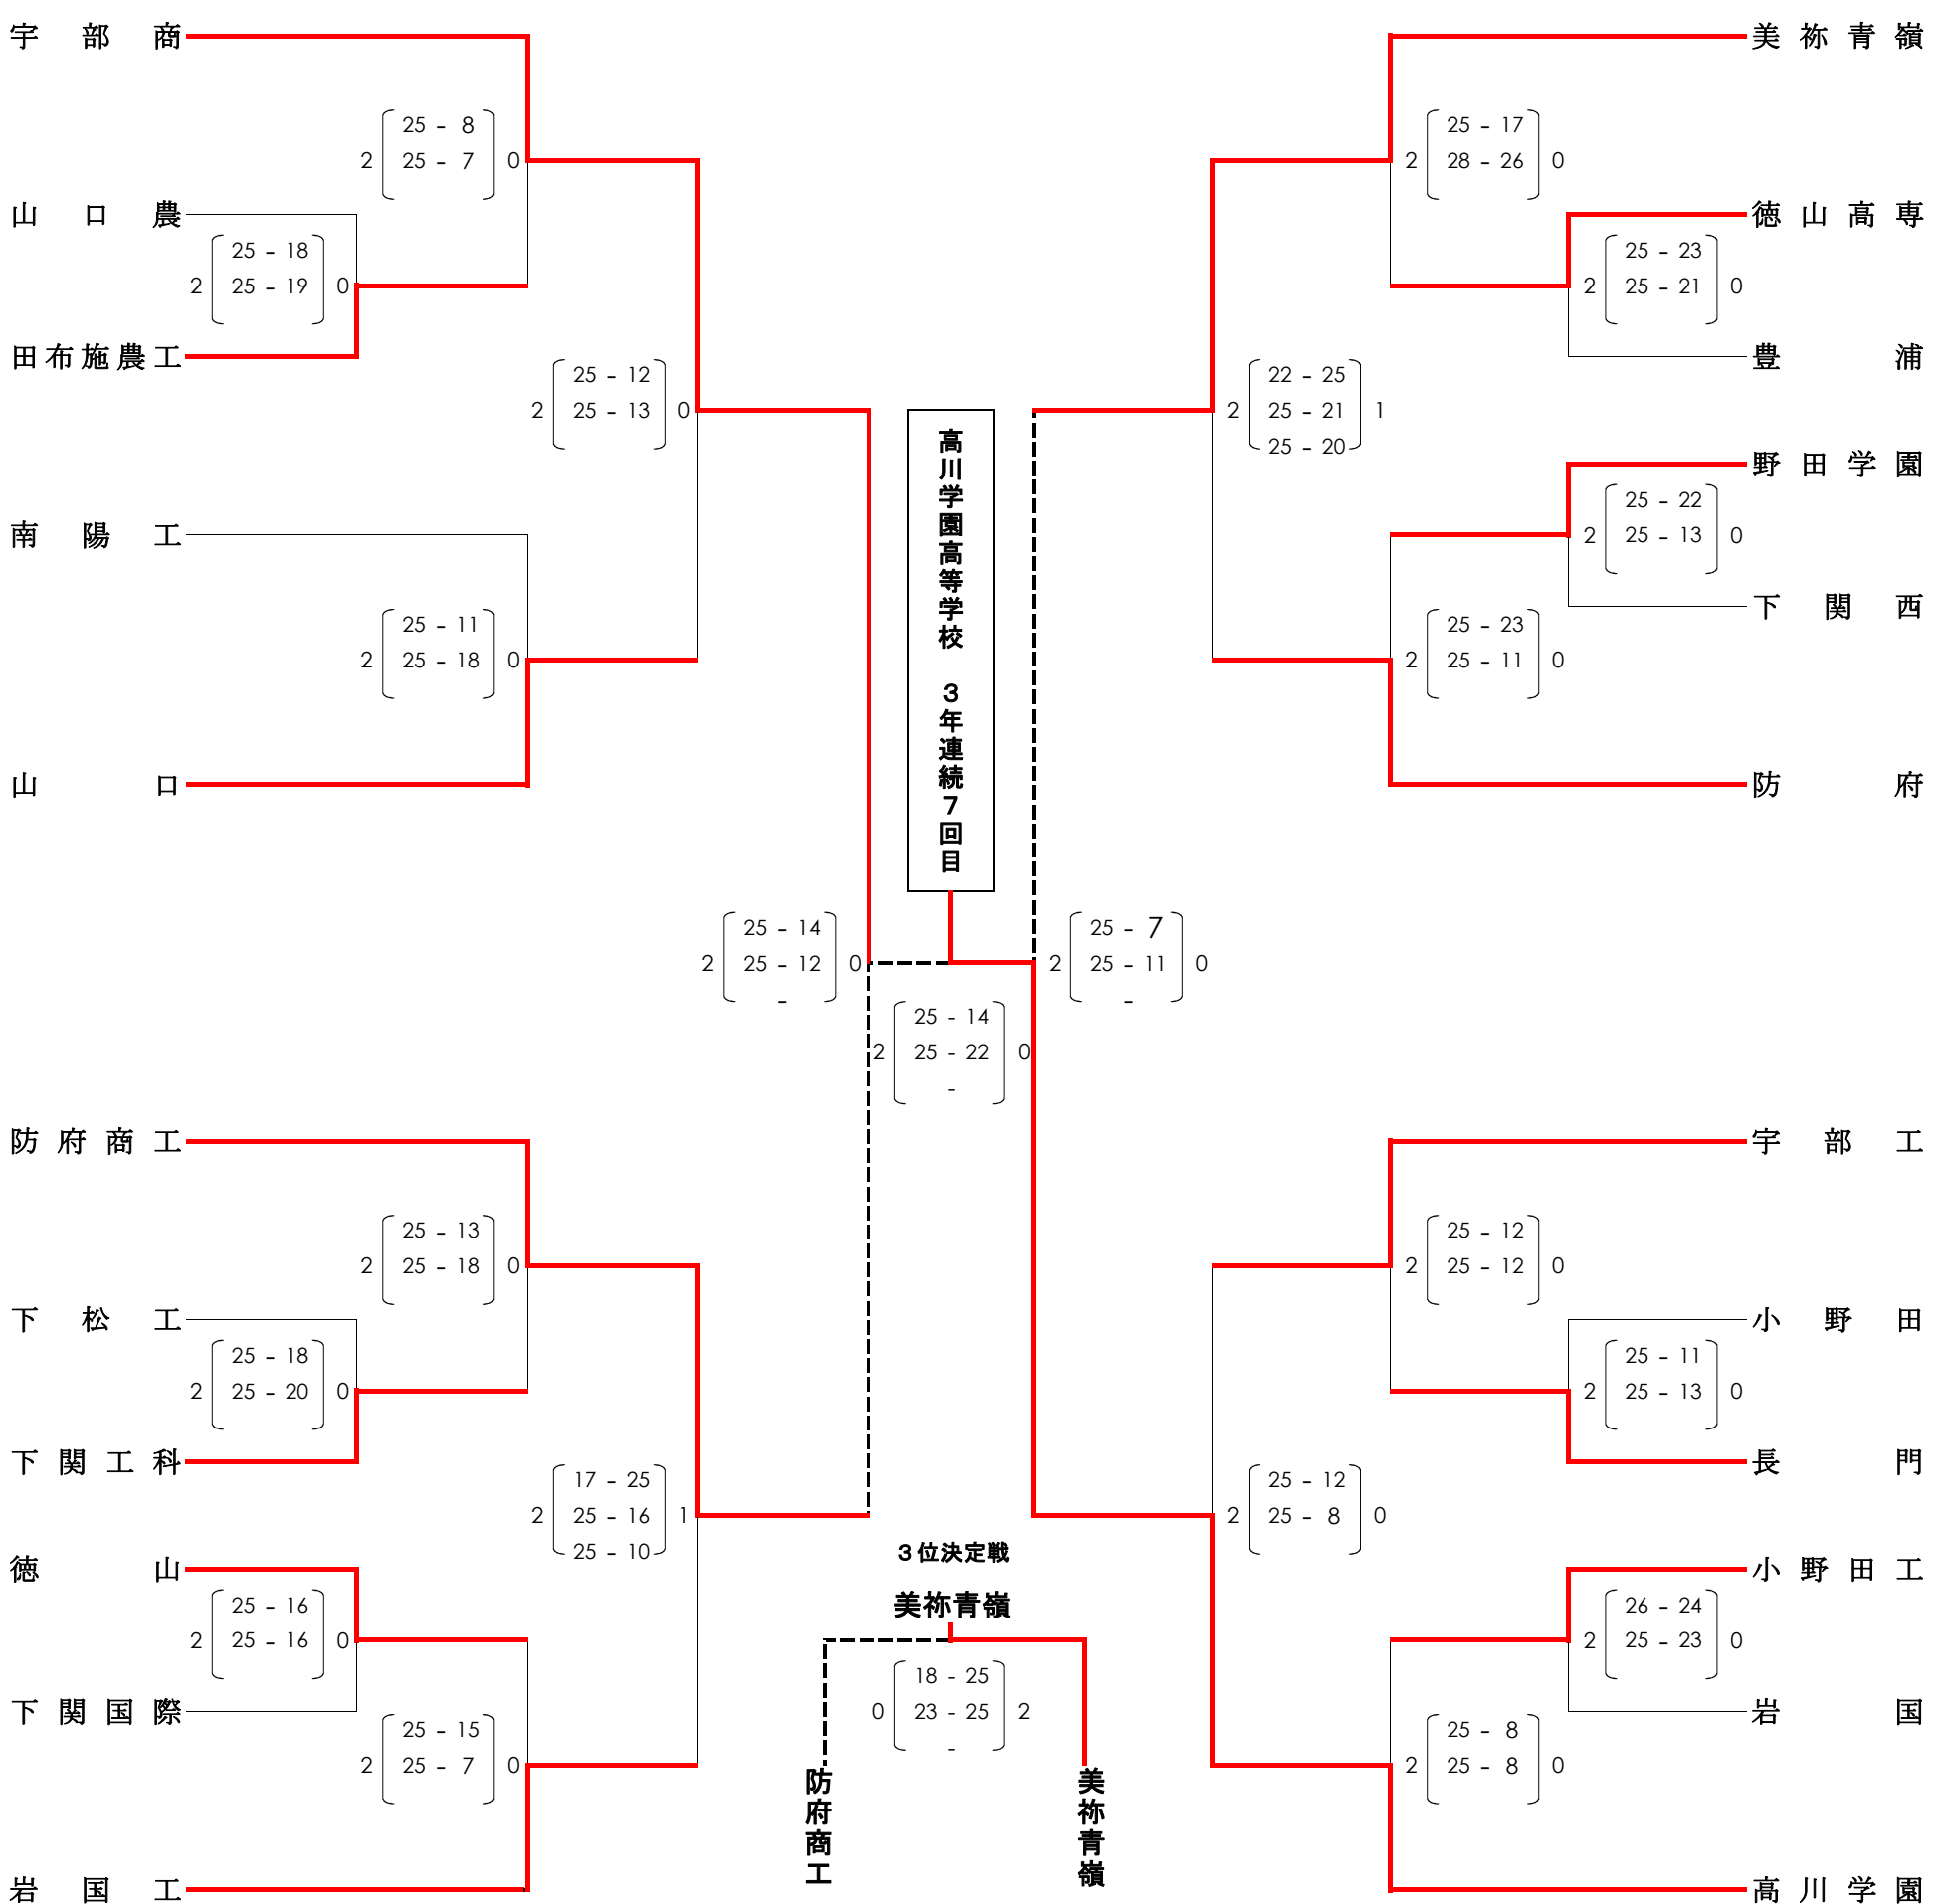 宇部商
2 25 - 8 0
25 - 7
山口農
2 25 - 18 0
25 - 19
田布施農工
2 25 - 12 0
25 - 13
南陽工
2 25 - 11 0
25 - 18
山口
2 25 - 14 0
25 - 12
-
防府商工
2 25 - 13 0
25 - 18
下松工
2 25 - 18 0
25 - 20
下関工科
2 17 - 25 1
25 - 16
25 - 10
徳山
2 25 - 16 0
25 - 16
下関国際
2 25 - 15 0
25 - 7
岩国工
高川学園高等学校 3年連続7回目
2 25 - 14 0
25 - 22
-
3位決定戦
美祢青嶺
0 18 - 25 2
23 - 25
-
防府商工
美祢青嶺
美祢青嶺
2 25 - 17 0
28 - 26
徳山高専
2 25 - 23 0
25 - 21
豊浦
2 22 - 25 1
25 - 21
25 - 20
野田学園
2 25 - 22 0
25 - 13
下関西
2 25 - 23 0
25 - 11
防府
2 25 - 7 0
25 - 11
-
宇部工
2 25 - 12 0
25 - 12
小野田
2 25 - 11 0
25 - 13
長門
2 25 - 12 0
25 - 8
小野田工
2 26 - 24 0
25 - 23
岩国
2 25 - 8 0
25 - 8
高川学園